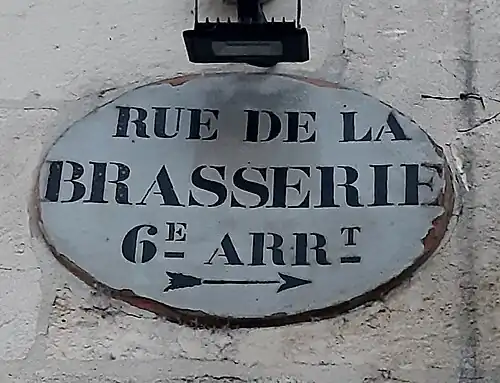 RUE DE LA
BRASSERIE
6E ARRT